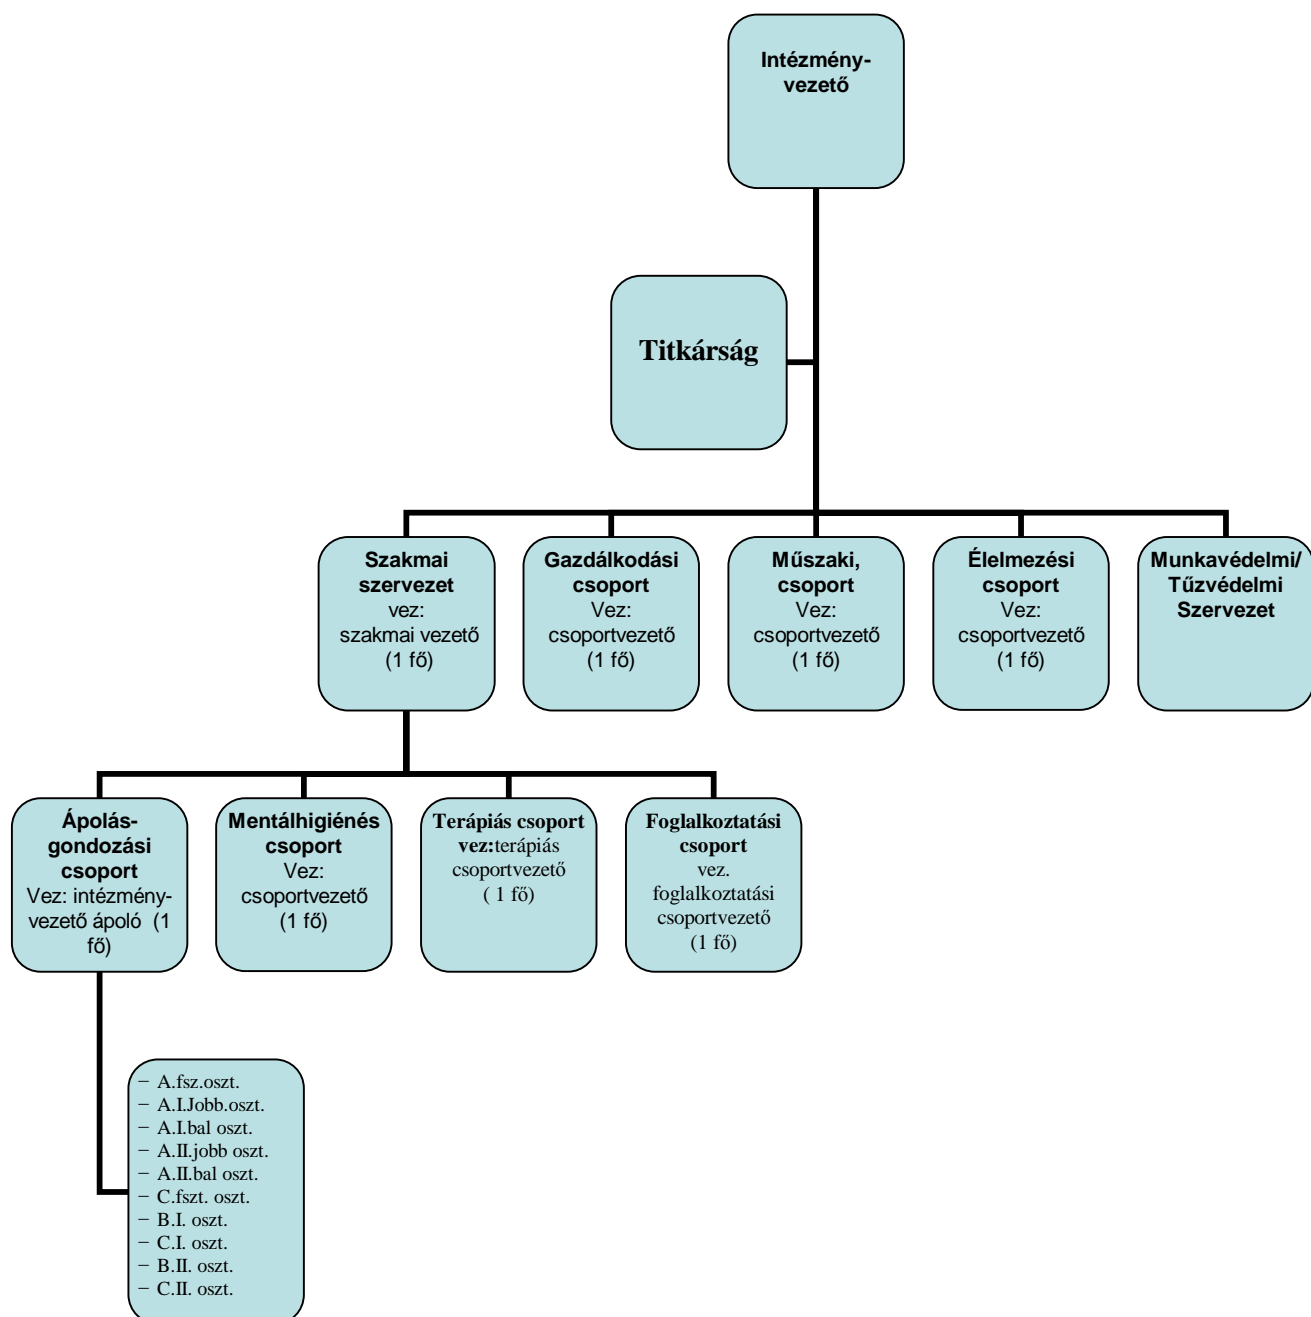 Intézmény-
vezető
Titkárság
Szakmai
szervezet
vez:
szakmai vezető
(1 fő)
Gazdálkodási
csoport
Vez:
csoportvezető
(1 fő)
Műszaki,
csoport
Vez:
csoportvezető
(1 fő)
Élelmezési
csoport
Vez:
csoportvezető
(1 fő)
Munkavédelmi/
Tűzvédelmi
Szervezet
Ápolás-
gondozási
csoport
Vez: intézmény-
vezető ápoló (1
fő)
Mentálhigiénés
csoport
Vez:
csoportvezető
(1 fő)
Terápiás csoport
vez:terápiás
csoportvezető
( 1 fő)
Foglalkoztatási
csoport
vez.
foglalkoztatási
csoportvezető
(1 fő)
− A.fsz.oszt.
− A.I.Jobb.oszt.
− A.I.bal oszt.
− A.II.jobb oszt.
− A.II.bal oszt.
− C.fszt. oszt.
− B.I. oszt.
− C.I. oszt.
− B.II. oszt.
− C.II. oszt.